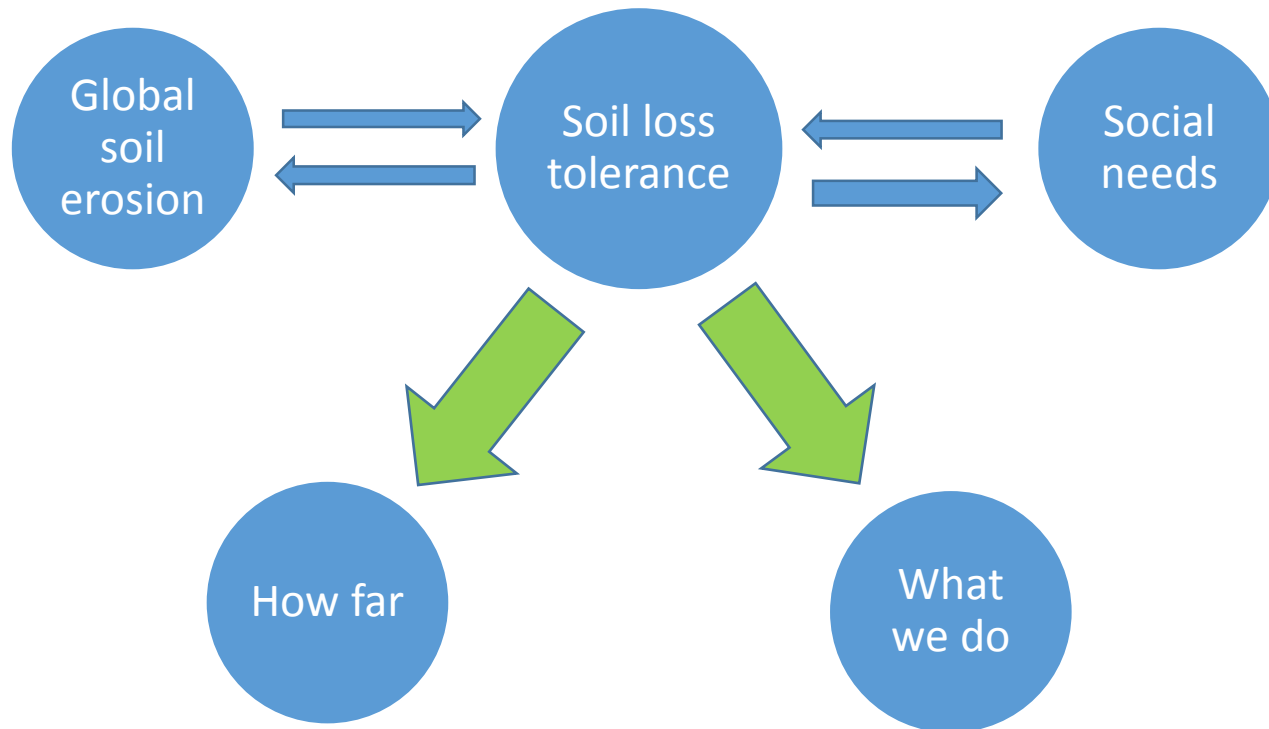 Global
soil
erosion
Soil loss
tolerance
Social
needs
How far
What
we do